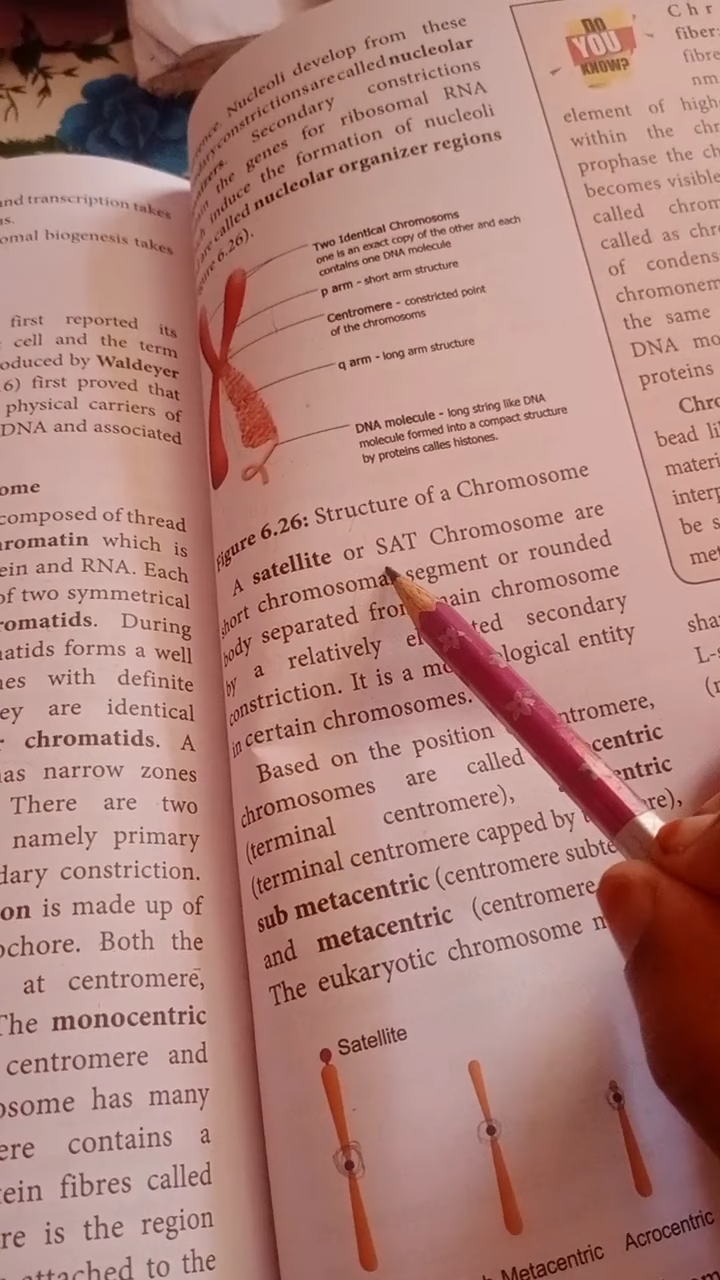 and transcription takes
s.
omal biogenesis takes
first reported its
cell and the term
oduced by Waldeyer
6) first proved that
physical carriers of
DNA and associated
ome
composed of thread
romatin which is
ein and RNA. Each
of two symmetrical
romatids. During
natids forms a well
nes with definite
ey are identical
chromatids. A
as narrow zones
There are two
namely primary
dary constriction.
on is made up of
ochore. Both the
at centromere,
The monocentric
centromere and
osome has many
ere contains a
tein fibres called
re is the region
attached to the
ence. Nucleoli develop from these
dary constrictions are called nucleolar
Secondary constrictions
the genes for ribosomal RNA
induce the formation of nucleoli
are called nucleolar organizer regions
6.26).
Two Identical Chromosoms
one is an exact copy of the other and each
contains one DNA molecule
p arm - short arm structure
Centromere - constricted point
of the chromosoms
q arm - long arm structure
DNA molecule - long string like DNA
molecule formed into a compact structure
by proteins calles histones.
Figure 6.26: Structure of a Chromosome
A satellite or SAT Chromosome are
short chromosomal segment or rounded
body separated from main chromosome
by a relatively ted secondary
constriction. It is a logical entity
in certain chromosomes.
Based on the position entromere,
chromosomes are called centric
(terminal centromere), entric
(terminal centromere capped by re),
sub metacentric (centromere subte
and metacentric (centromere
The eukaryotic chromosome
Satellite
Metacentric
Acrocentric
DO
YOU
KNOW?
Chr
fiber
fibre
nm
element of high
within the chr
prophase the ch
becomes visible
called chrom
called as chr
of condens
chromonem
the same
DNA mo
proteins
Chro
bead li
materi
interp
be s
met
sha
L-s